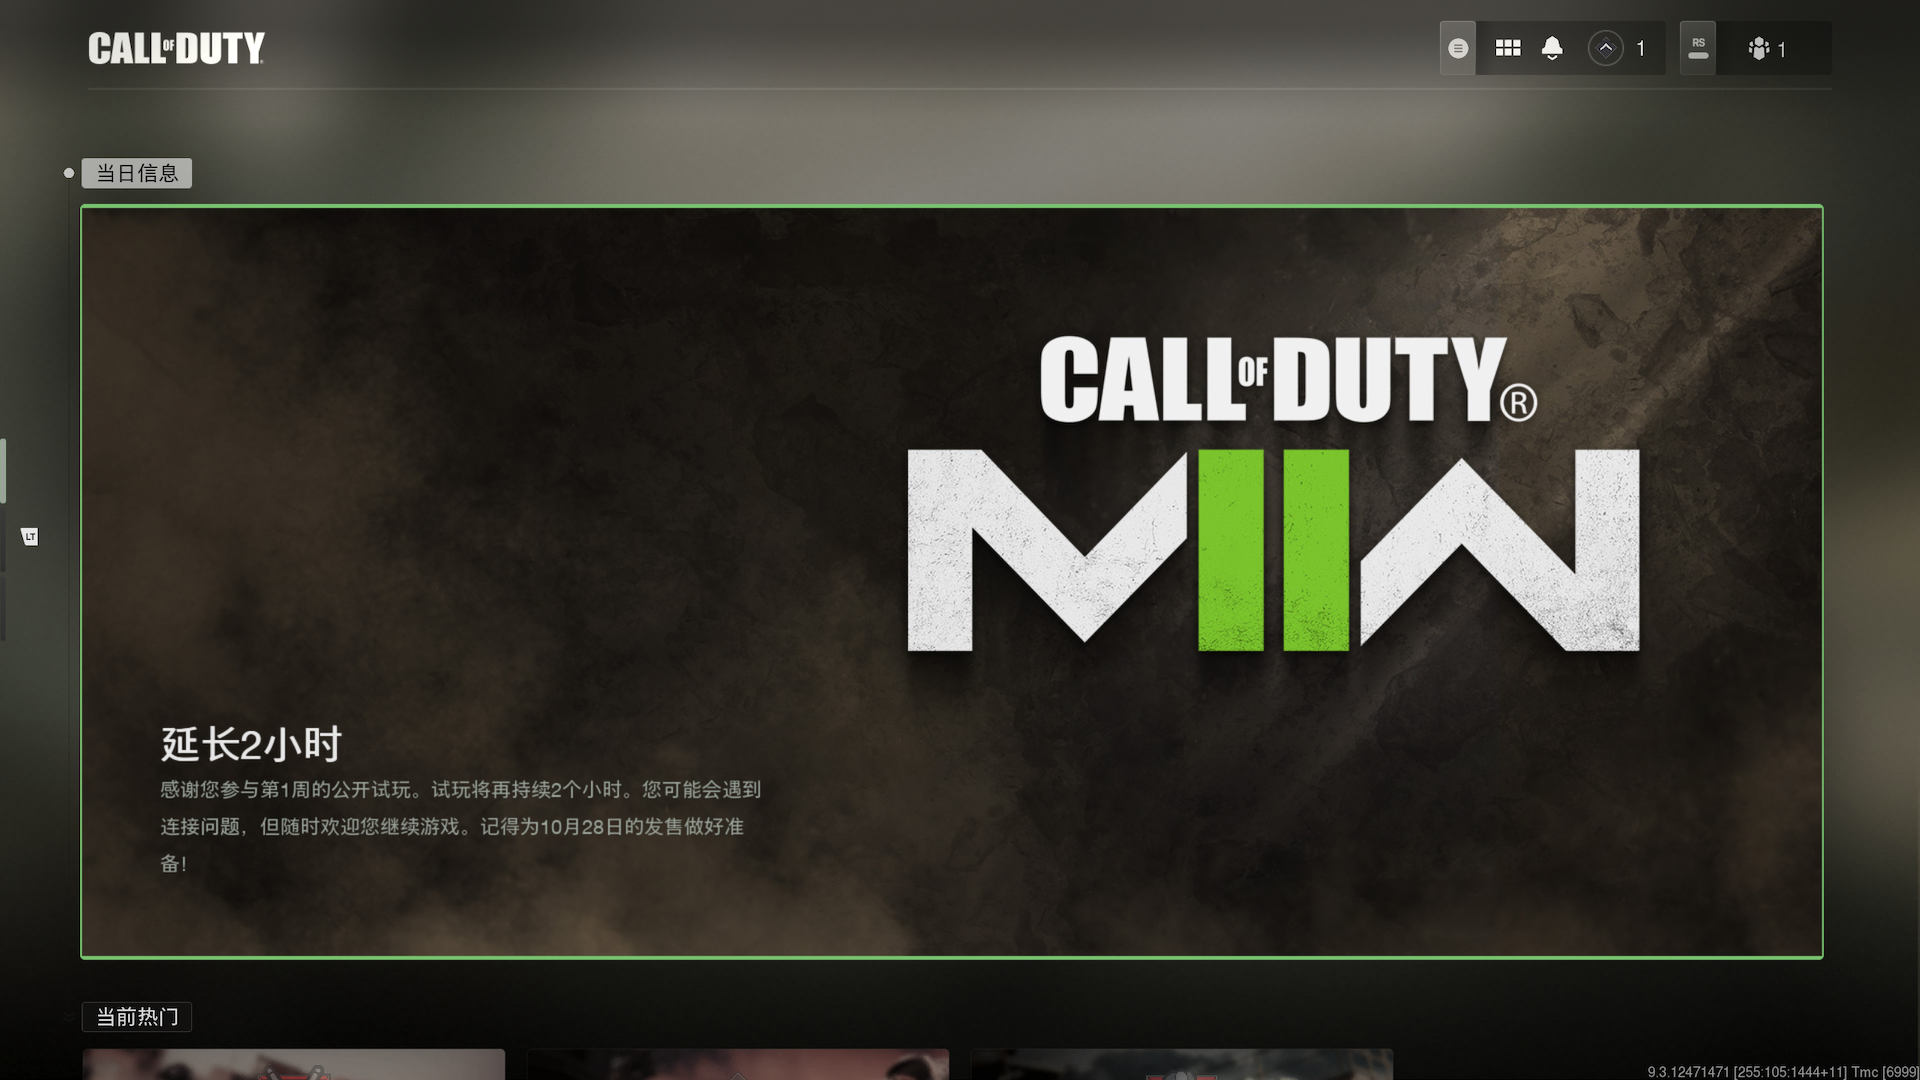 CALL OF DUTY
1
RS
1
当日信息
CALL OF DUTY®
MIIW
LT
延长2小时
感谢您参与第1周的公开试玩。试玩将再持续2个小时。您可能会遇到
连接问题，但随时欢迎您继续游戏。记得为10月28日的发售做好准
备!
当前热门
9.3.12471471 [255:105:1444+11] Tmc [6999]